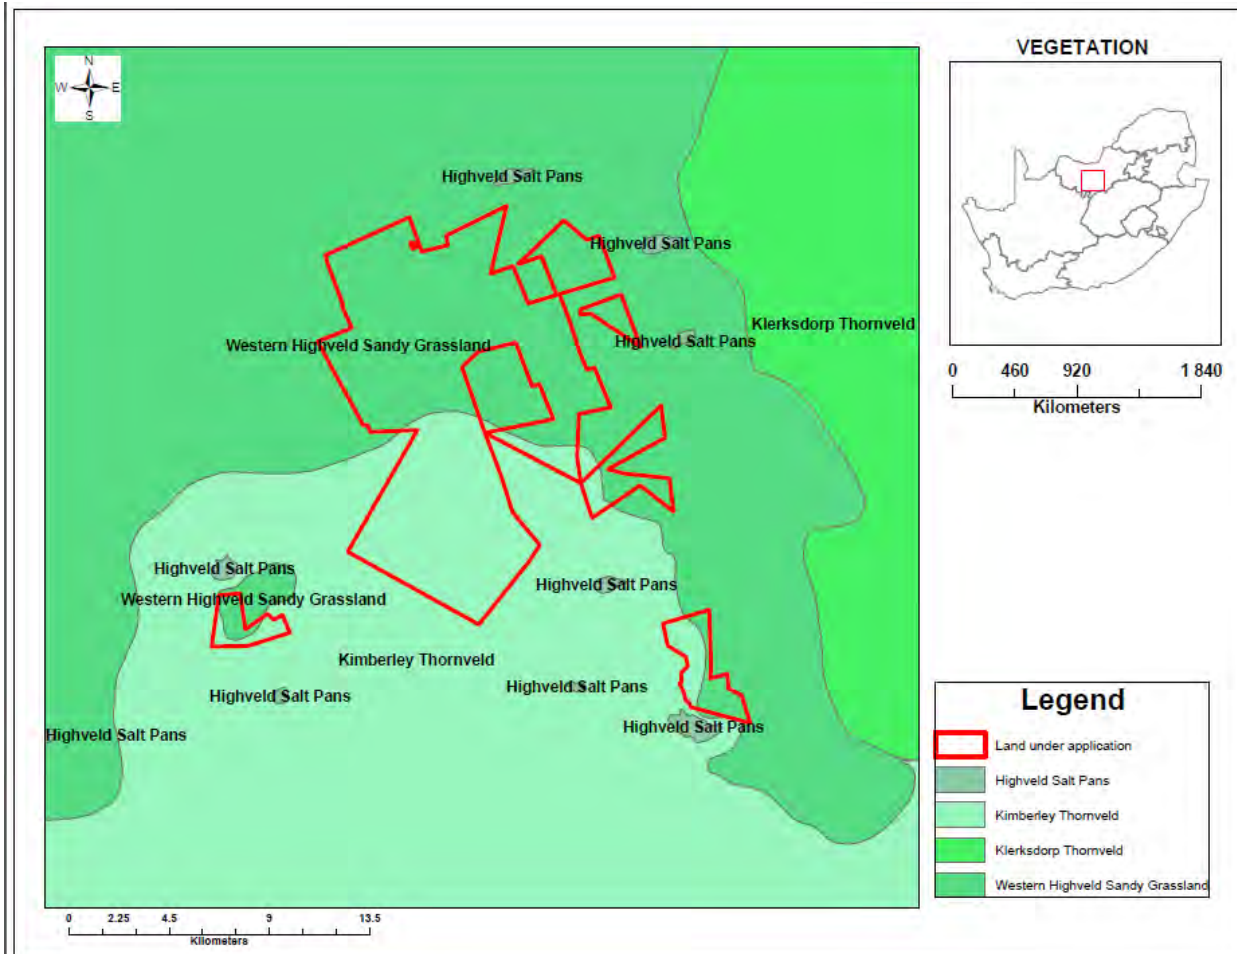 VEGETATION
N
W E
S
Highveld Salt Pans
Highveld Salt Pans
Klerksdorp Thornveld
Western Highveld Sandy Grassland
Highveld Salt Pans
0 460 920 1 840
Kilometers
Highveld Salt Pans
Highveld Salt Pans
Western Highveld Sandy Grassland
Kimberley Thornveld
Highveld Salt Pans
Highveld Salt Pans
Highveld Salt Pans
Highveld Salt Pans
Legend
Land under application
Highveld Salt Pans
Kimberley Thornveld
Klerksdorp Thornveld
Western Highveld Sandy Grassland
0 2.25 4.5 9 13.5
Kilometers